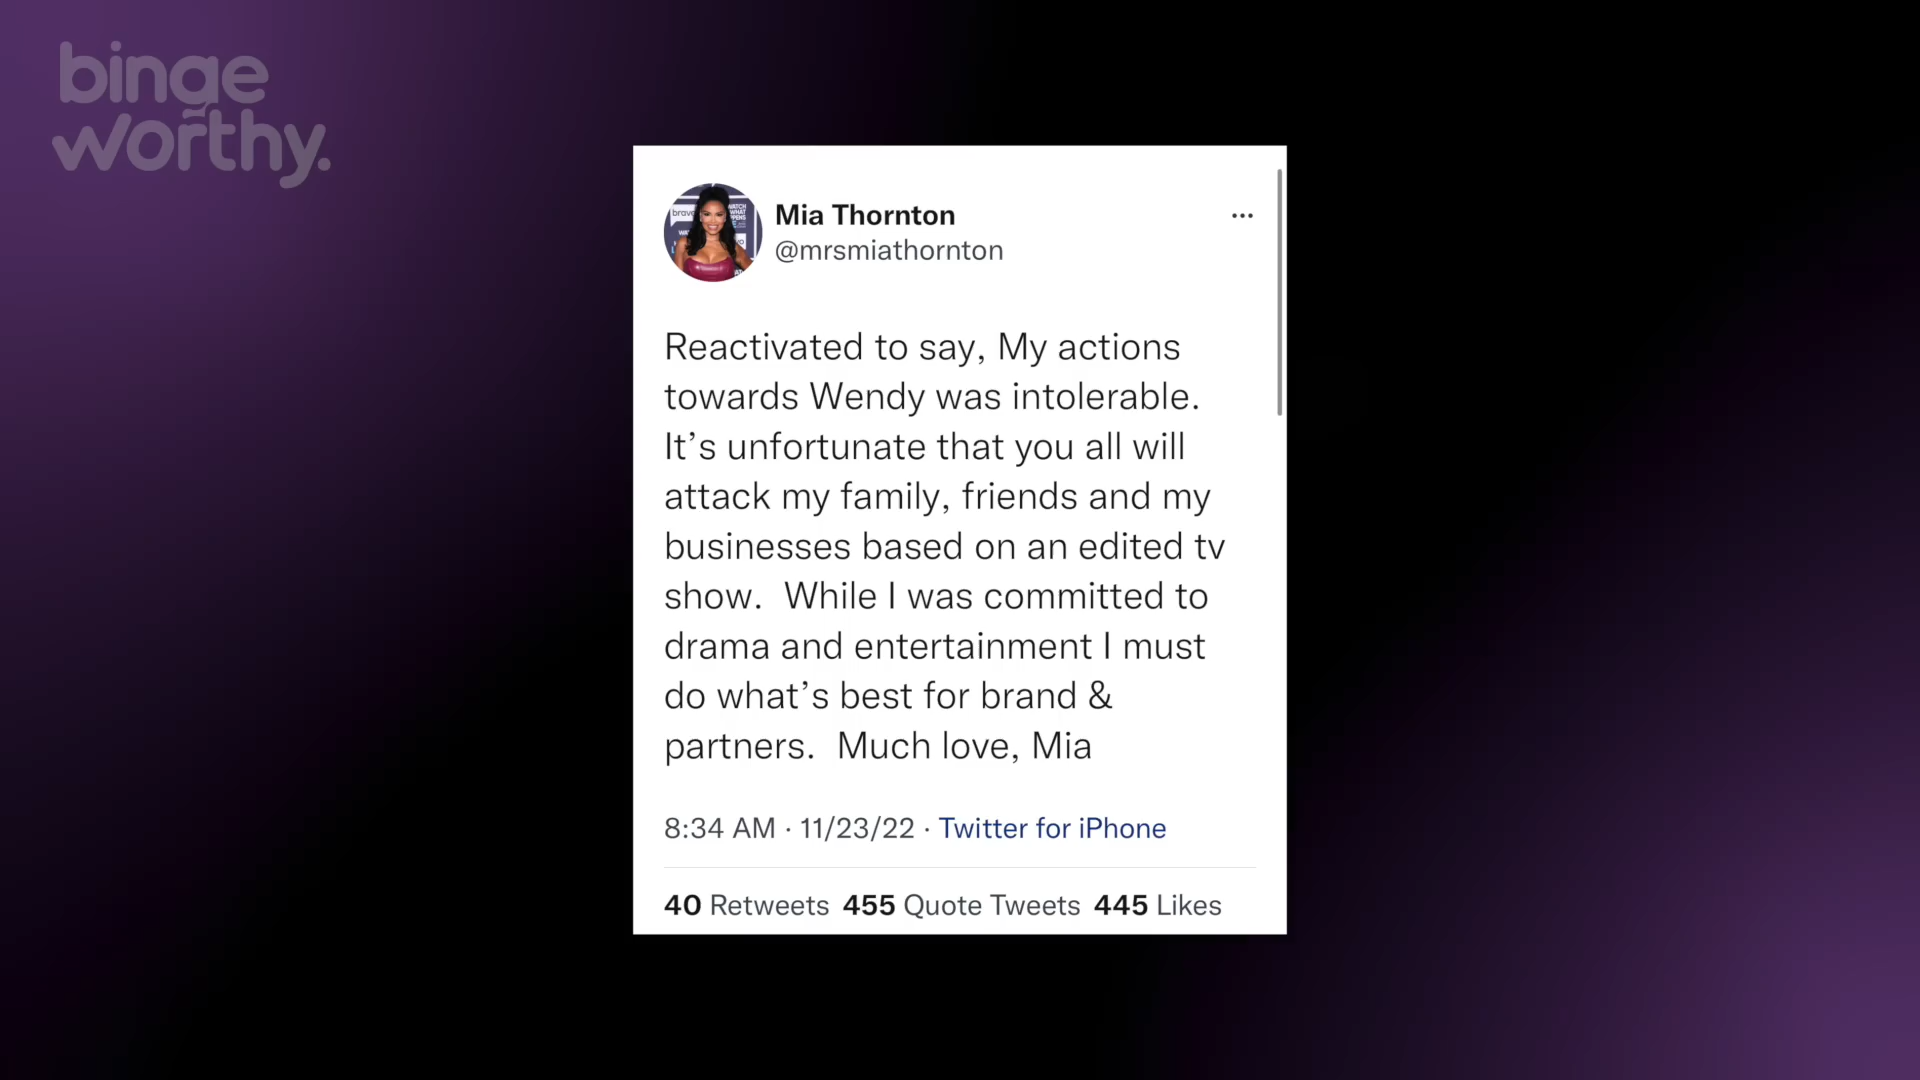 binge
worthy.
Mia Thornton
@mrsmiathornton
Reactivated to say, My actions
towards Wendy was intolerable.
It’s unfortunate that you all will
attack my family, friends and my
businesses based on an edited tv
show.  While I was committed to
drama and entertainment I must
do what’s best for brand &
partners.  Much love, Mia
8:34 AM · 11/23/22 · Twitter for iPhone
40 Retweets 455 Quote Tweets 445 Likes